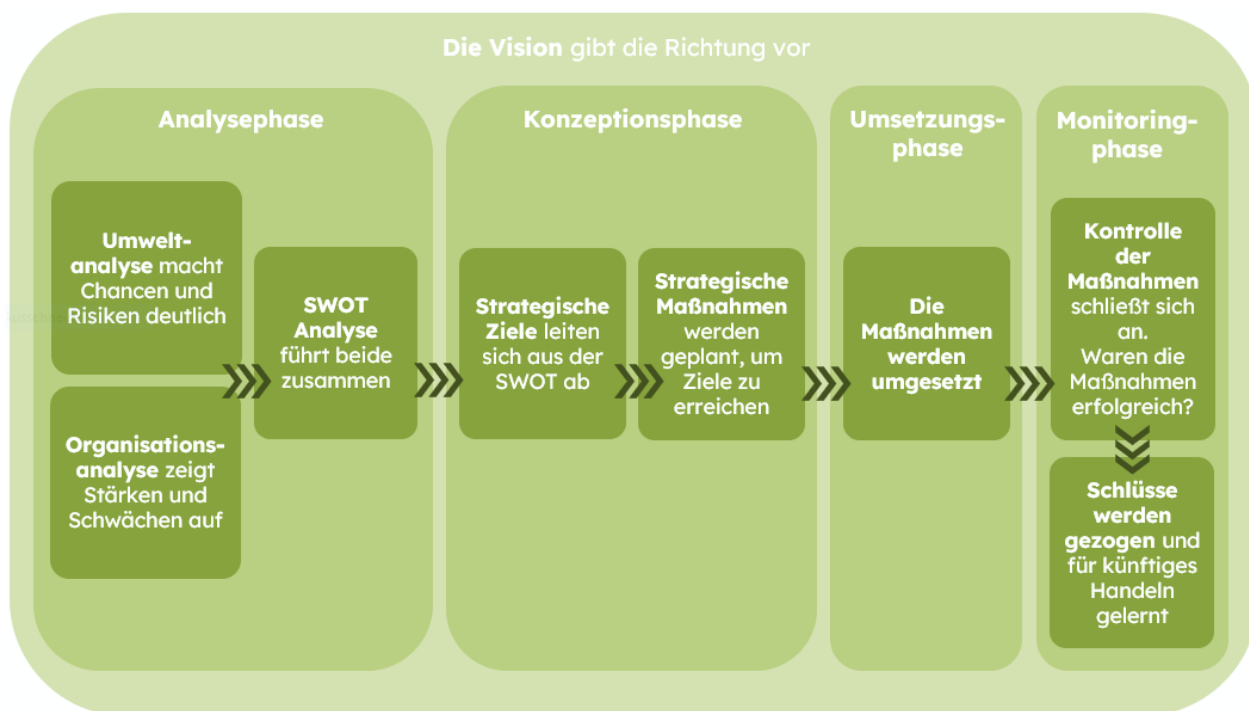 Die Vision gibt die Richtung vor
Analysephase
Umwelt-
analyse macht
Chancen und
Risiken deutlich
Organisations-
analyse zeigt
Stärken und
Schwächen auf
SWOT
Analyse
führt beide
zusammen
Konzeptionsphase
Strategische
Ziele leiten
sich aus der
SWOT ab
Strategische
Maßnahmen
werden
geplant, um
Ziele zu
erreichen
Umsetzungs-
phase
Die
Maßnahmen
werden
umgesetzt
Monitoring-
phase
Kontrolle
der
Maßnahmen
schließt sich
an.
Waren die
Maßnahmen
erfolgreich?
Schlüsse
werden
gezogen und
für künftiges
Handeln
gelernt